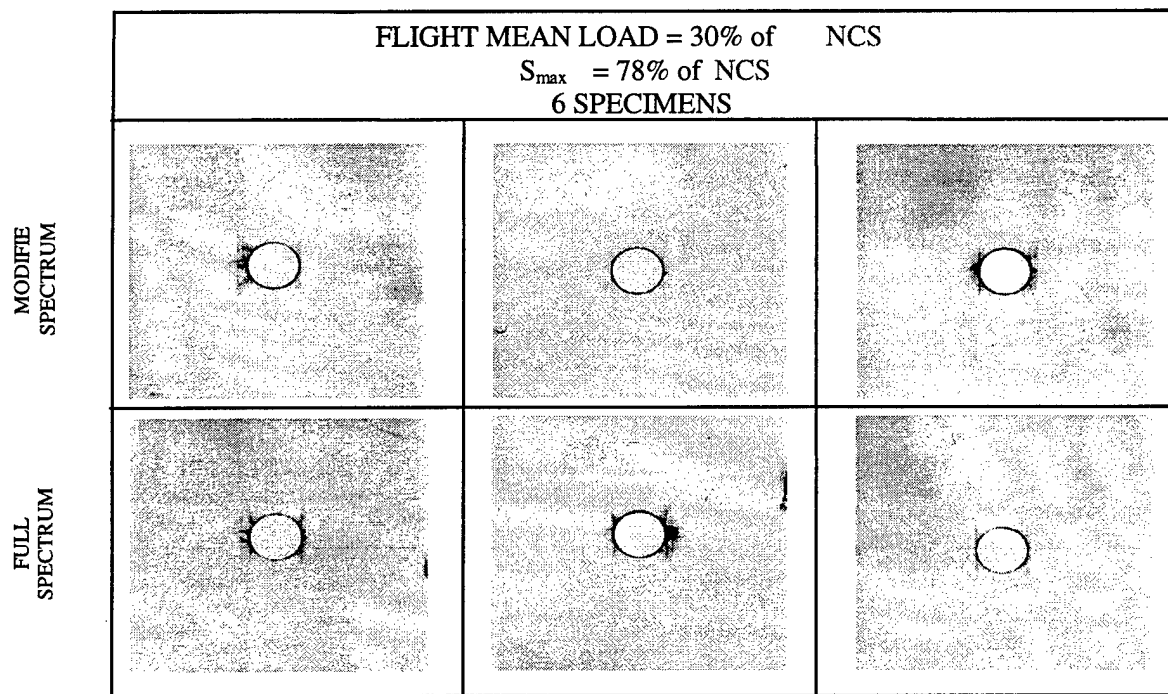 FLIGHT MEAN LOAD = 30% of NCS
Smax = 78% of NCS
6 SPECIMENS
MODIFIE
SPECTRUM
FULL
SPECTRUM